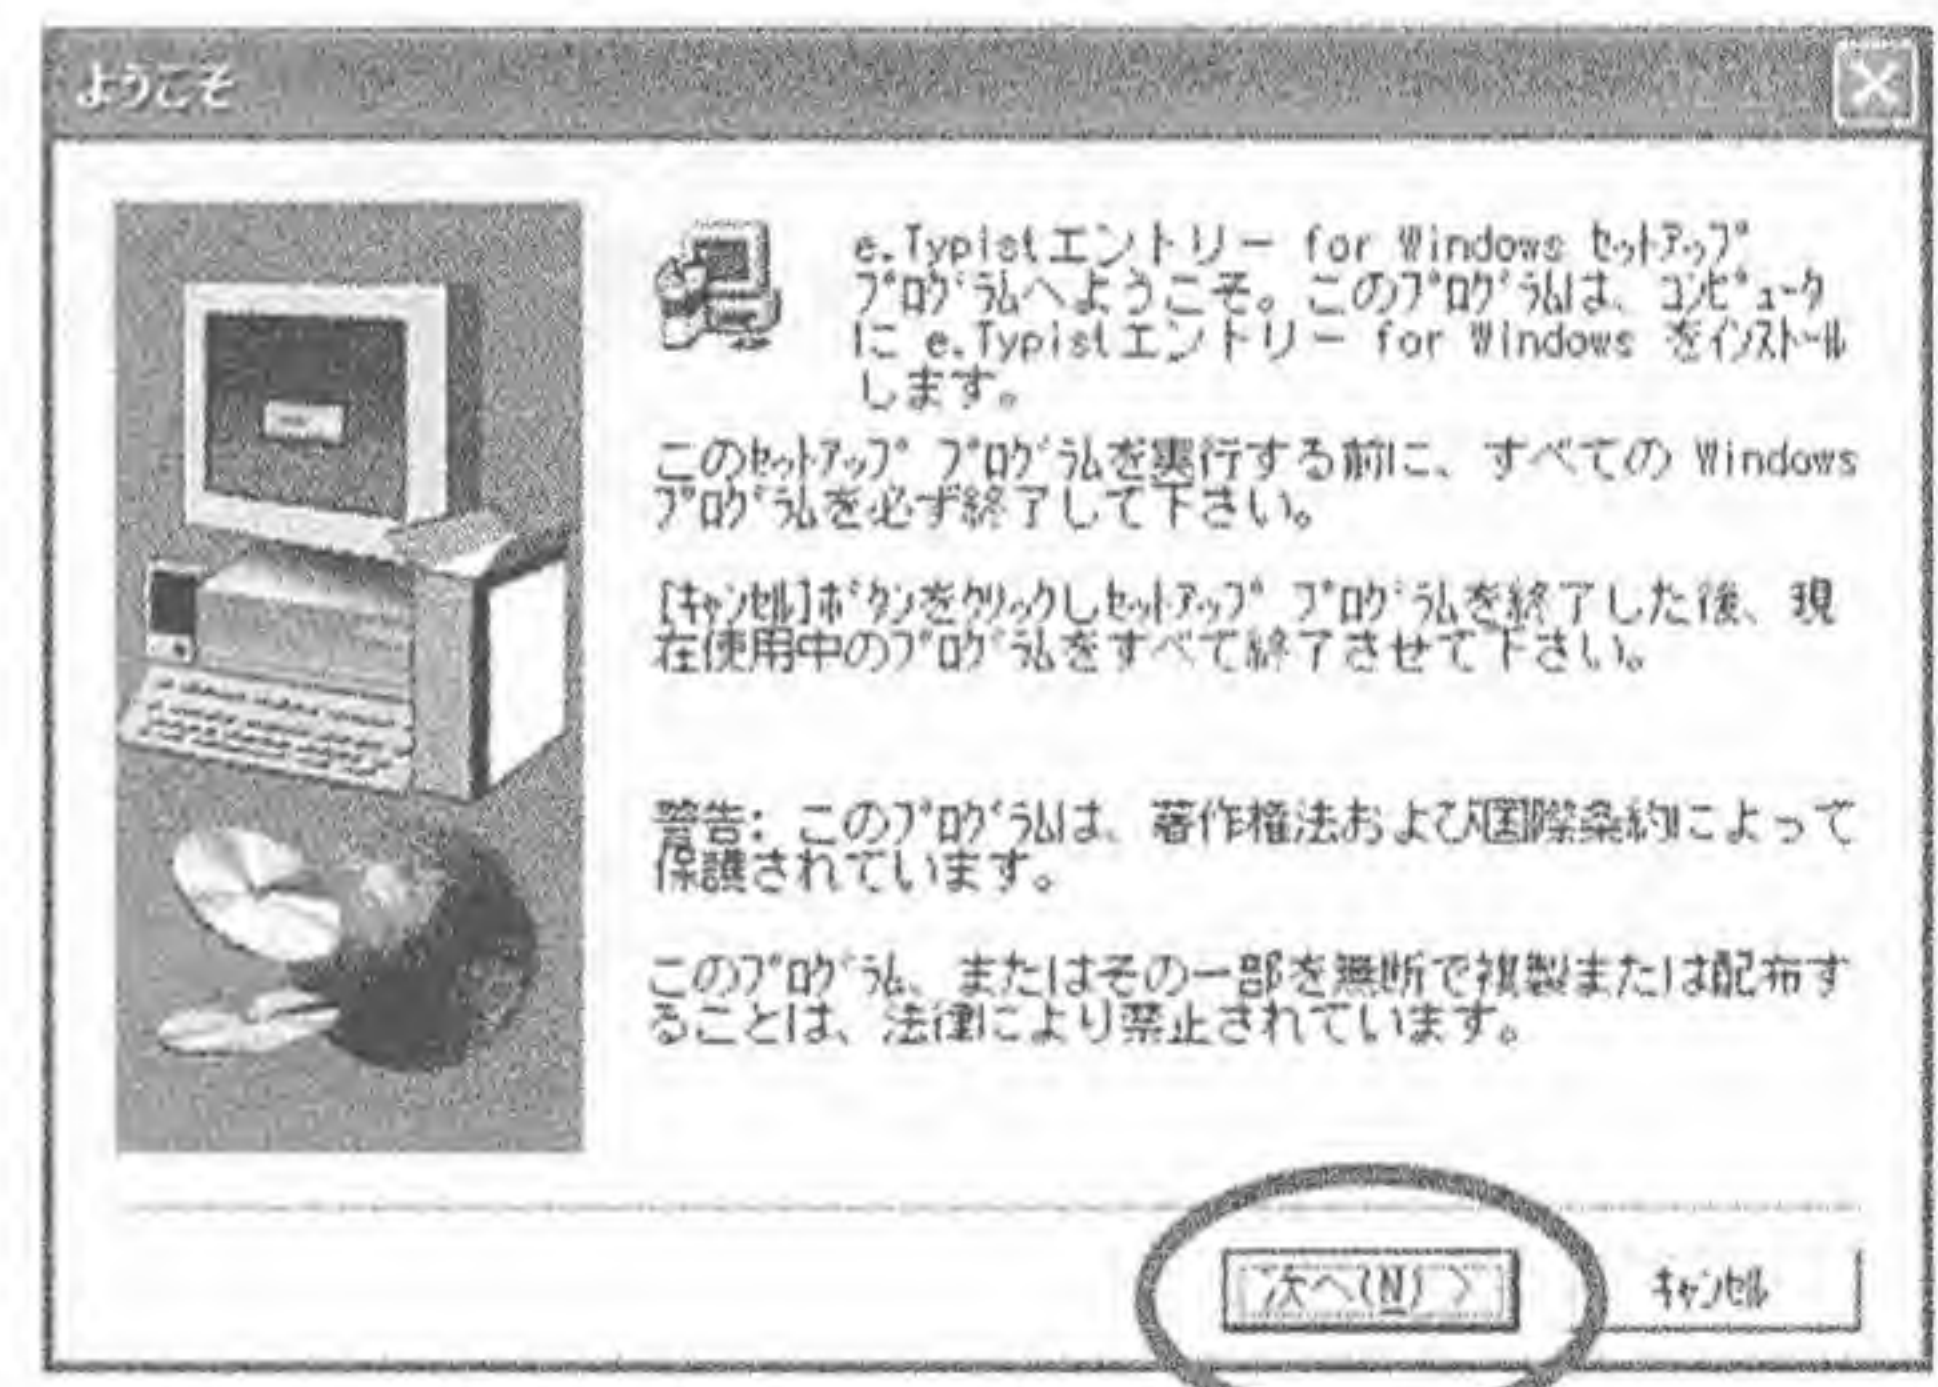 ようこそ
e.Typistエントリー for Windows ｾｯﾄｱｯﾌﾟ
ﾌﾟﾛｸﾞﾗﾑへようこそ。このﾌﾟﾛｸﾞﾗﾑは、ｺﾝﾋﾟｭｰﾀ
に e.Typistエントリー for Windows をｲﾝｽﾄｰﾙ
します。
このｾｯﾄｱｯﾌﾟ ﾌﾟﾛｸﾞﾗﾑを実行する前に、すべての Windows
ﾌﾟﾛｸﾞﾗﾑを必ず終了して下さい。
[ｷｬﾝｾﾙ]ﾎﾞﾀﾝをｸﾘｯｸしｾｯﾄｱｯﾌﾟ ﾌﾟﾛｸﾞﾗﾑを終了した後、現
在使用中のﾌﾟﾛｸﾞﾗﾑをすべて終了させて下さい。
警告: このﾌﾟﾛｸﾞﾗﾑは、著作権法および国際条約によって
保護されています。
このﾌﾟﾛｸﾞﾗﾑ、またはその一部を無断で複製または配布す
ることは、法律により禁止されています。
次へ(N) >
ｷｬﾝｾﾙ